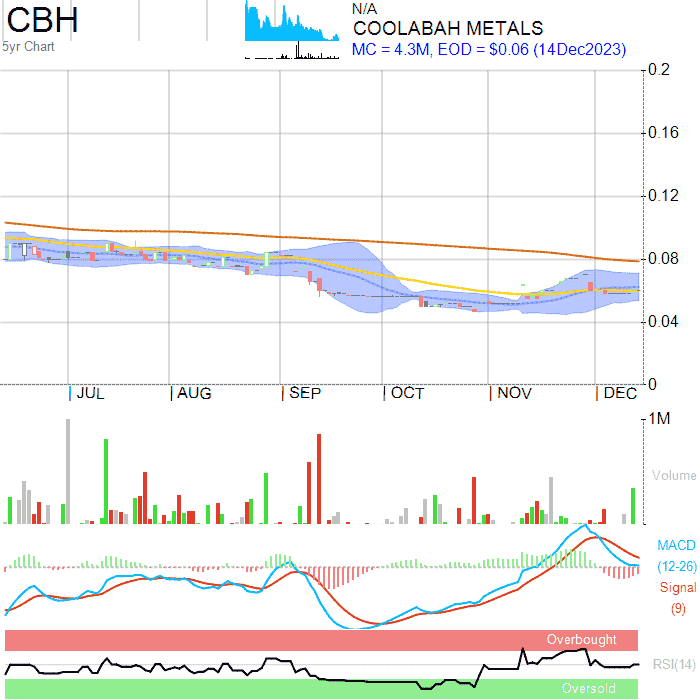 CBH
5yr Chart
N/A
COOLABAH METALS
MC = 4.3M, EOD = $0.06 (14Dec2023)
0.2
0.16
0.12
0.08
0.04
0
JUL AUG SEP OCT NOV DEC
1M
Volume
MACD
(12-26)
Signal
(9)
Overbought
RSI(14)
Oversold